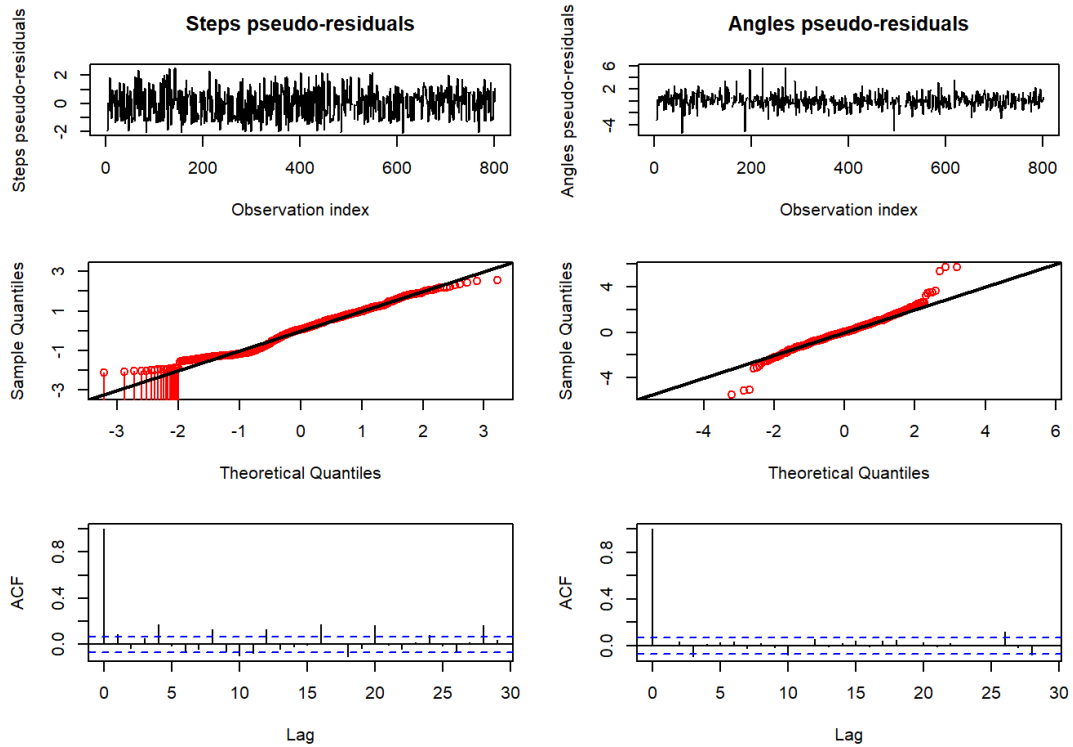 Steps pseudo-residuals
Steps pseudo-residuals
2
0
-2
0 200 400 600 800
Observation index
Angles pseudo-residuals
Angles pseudo-residuals
6
2
-4
0 200 400 600 800
Observation index
Sample Quantiles
3
1
-1
-3
-3 -2 -1 0 1 2 3
Theoretical Quantiles
Sample Quantiles
4
0
-4
-4 -2 0 2 4 6
Theoretical Quantiles
ACF
0.8
0.4
0.0
0 5 10 15 20 25 30
Lag
ACF
0.8
0.4
0.0
0 5 10 15 20 25 30
Lag